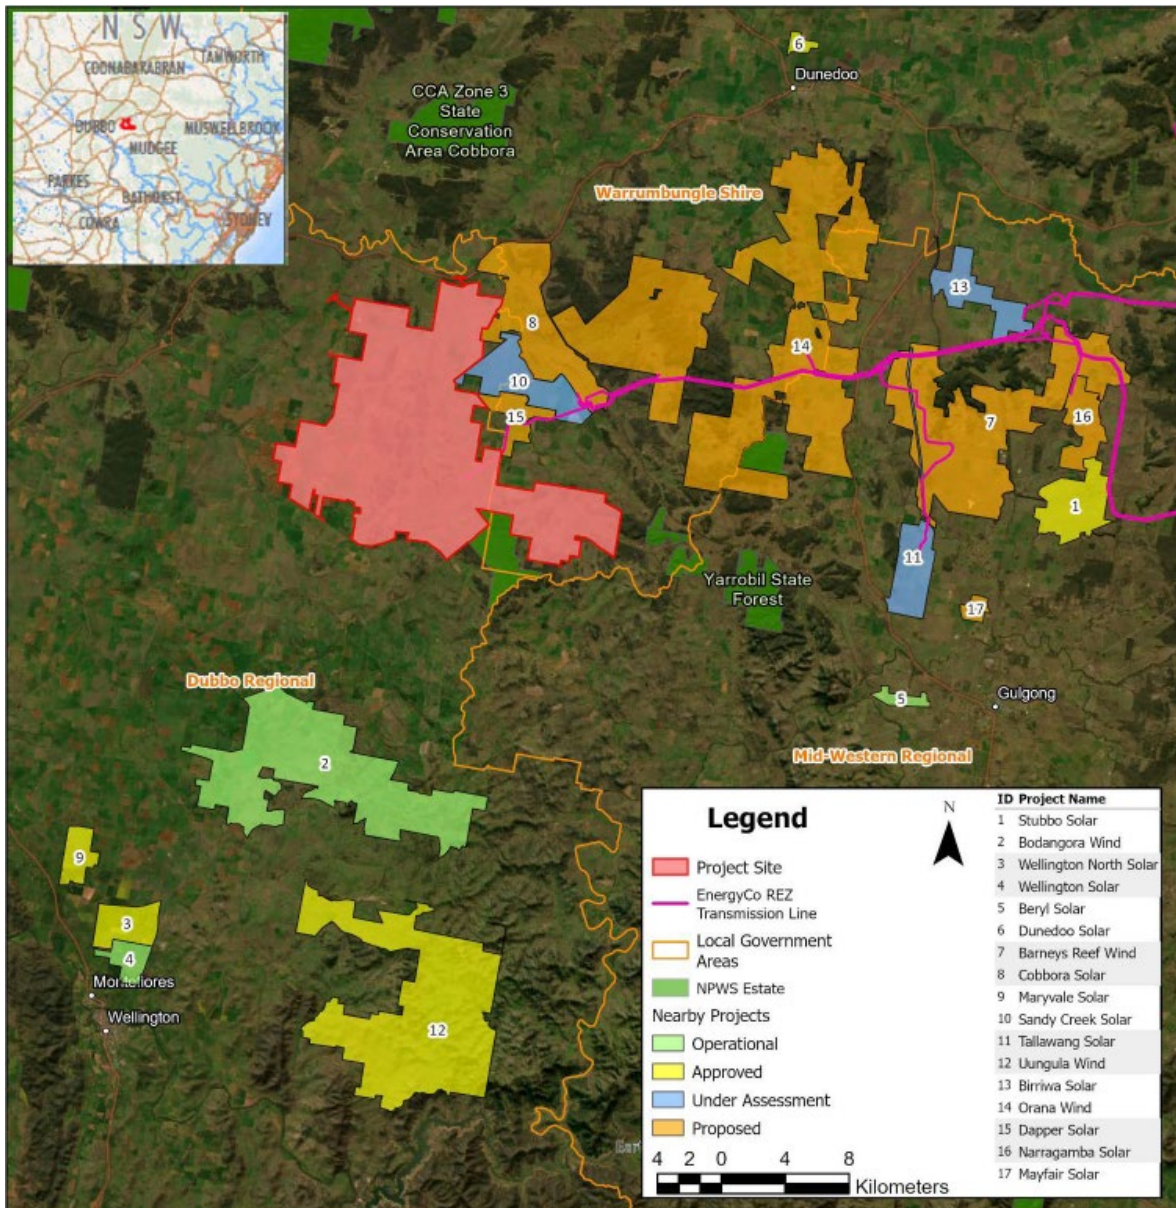 N S W
TAMWORTH
COONABARABRAN
DUBBO
MUSWELLBROOK
MUDGEE
PARKES
BATHURST
COWRA
SYDNEY
6
Dunedoo
CCA Zone 3
State
Conservation
Area Cobbora
Warrumbungle Shire
13
8
14
10
15
7
16
1
11
Yarrobil State
Forest
17
Dubbo Regional
5
Gulgong
2
Mid-Western Regional
9
3
4
Montefiores
Wellington
12
Legend
N
Project Site
EnergyCo REZ
Transmission Line
Local Government
Areas
NPWS Estate
Nearby Projects
Operational
Approved
Under Assessment
Proposed
4 2 0 4 8
Kilometers
ID Project Name
1 Stubbo Solar
2 Bodangora Wind
3 Wellington North Solar
4 Wellington Solar
5 Beryl Solar
6 Dunedoo Solar
7 Barneys Reef Wind
8 Cobbora Solar
9 Maryvale Solar
10 Sandy Creek Solar
11 Tallawang Solar
12 Uungula Wind
13 Birriwa Solar
14 Orana Wind
15 Dapper Solar
16 Narragamba Solar
17 Mayfair Solar